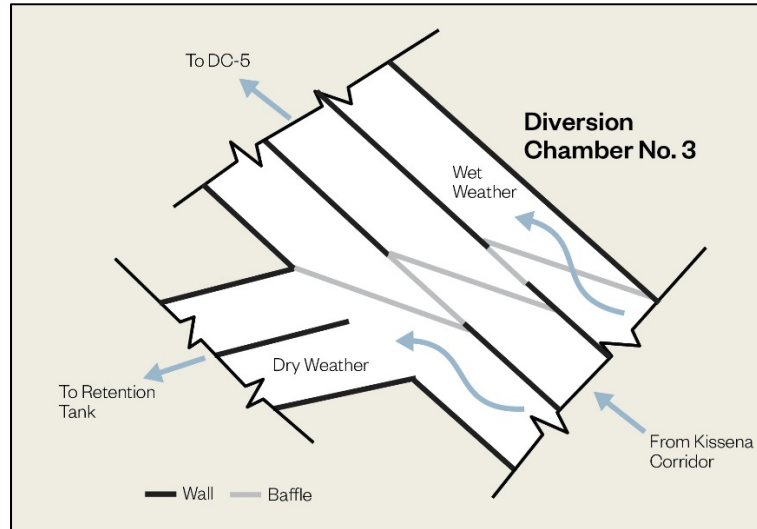 To DC-5
Diversion
Chamber No. 3
Wet
Weather
Dry Weather
To Retention
Tank
From Kissena
Corridor
Wall
Baffle